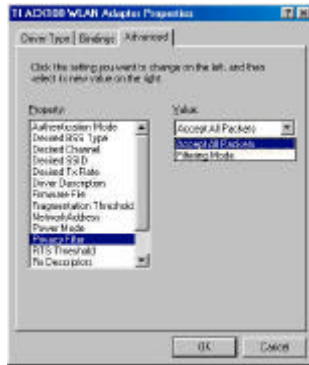 TI ACX100 WLAN Adapter Properties
Driver Type
Bindings
Advanced
Click the setting you want to change on the left, and then
select its new value on the right.
Property:
Authentication Mode
Desired BSS Type
Desired Channel
Desired SSID
Desired Tx Rate
Driver Description
Firmware File
Fragmentation Threshold
NetworkAddress
Power Mode
Privacy Filter
RTS Threshold
Rx Descriptors
Value:
Accept All Packets
Accept All Packets
Filtering Mode
OK
Cancel